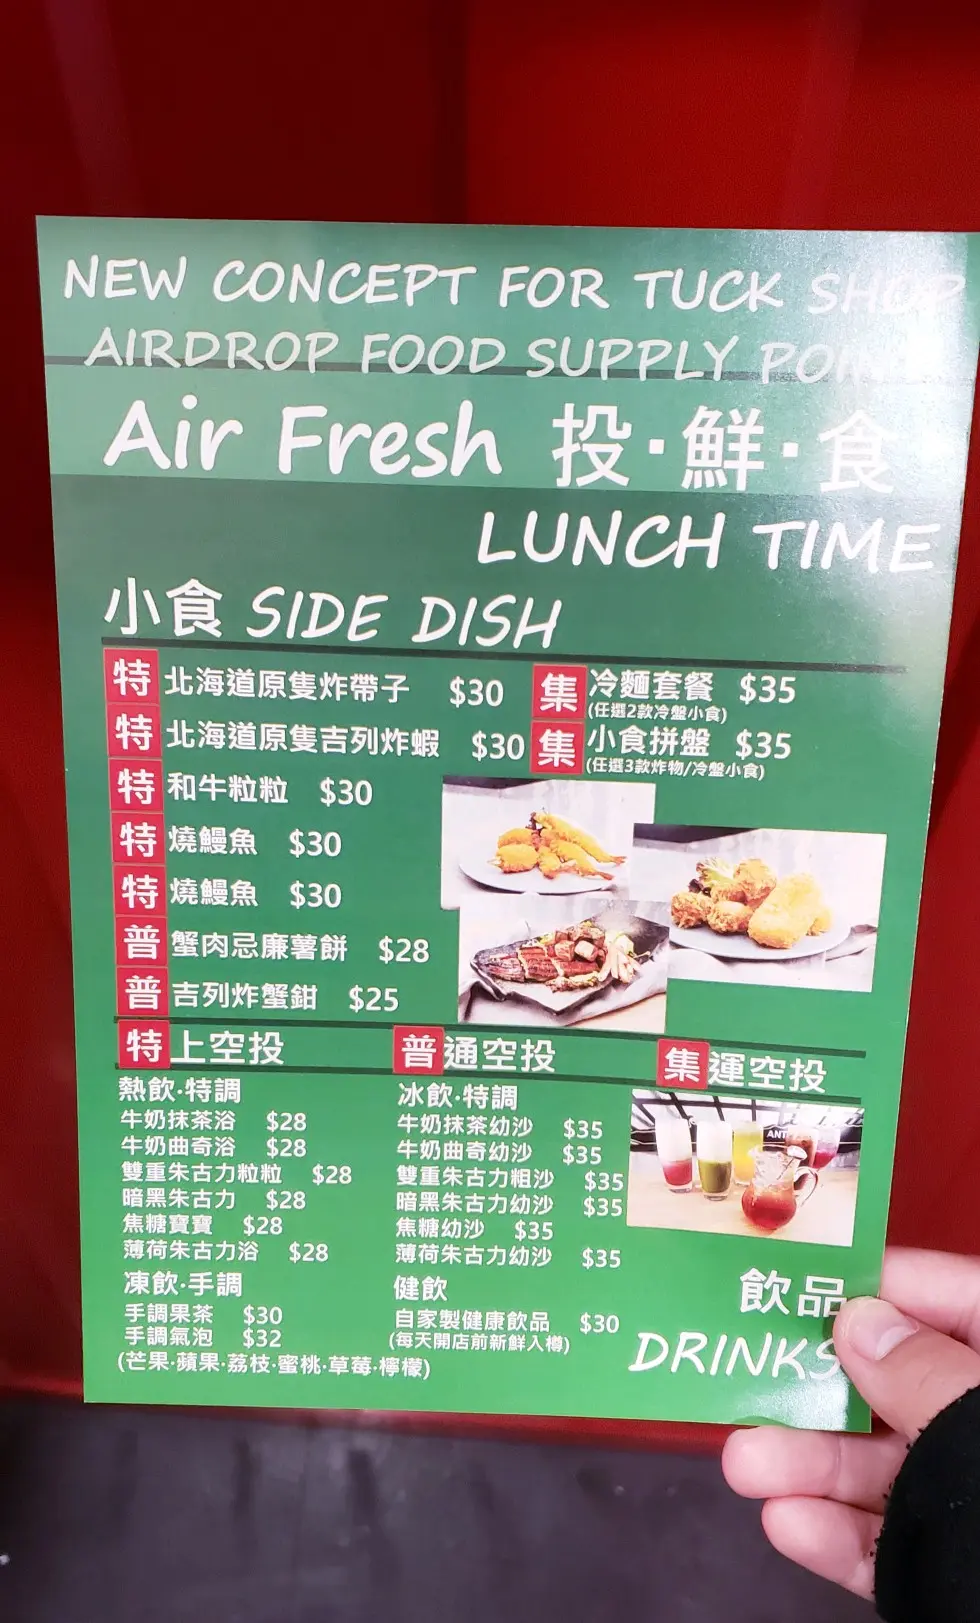 NEW CONCEPT FOR TUCK SHOP
AIRDROP FOOD SUPPLY
Air Fresh 投·鮮·食
LUNCH TIME
小食 SIDE DISH
特 北海道原隻炸帶子 $30
特 北海道原隻吉列炸蝦 $30
特 和牛粒粒 $30
特 燒鰻魚 $30
特 燒鰻魚 $30
普 蟹肉忌廉薯餅 $28
普 吉列炸蟹鉗 $25
集 冷麵套餐 $35
(任選2款冷盤小食)
集 小食拼盤 $35
(任選3款炸物/冷盤小食)
特上空投
普通空投
集運空投
熱飲·特調
牛奶抹茶浴 $28
牛奶曲奇浴 $28
雙重朱古力粒粒 $28
暗黑朱古力 $28
焦糖寶寶 $28
薄荷朱古力浴 $28
凍飲·手調
手調果茶 $30
手調氣泡 $32
(芒果·蘋果·荔枝·蜜桃·草莓·檸檬)
冰飲·特調
牛奶抹茶幼沙 $35
牛奶曲奇幼沙 $35
雙重朱古力粗沙 $35
暗黑朱古力幼沙 $35
焦糖幼沙 $35
薄荷朱古力幼沙 $35
健飲
自家製健康飲品 $30
(每天開店前新鮮入樽)
飲品
DRINKS